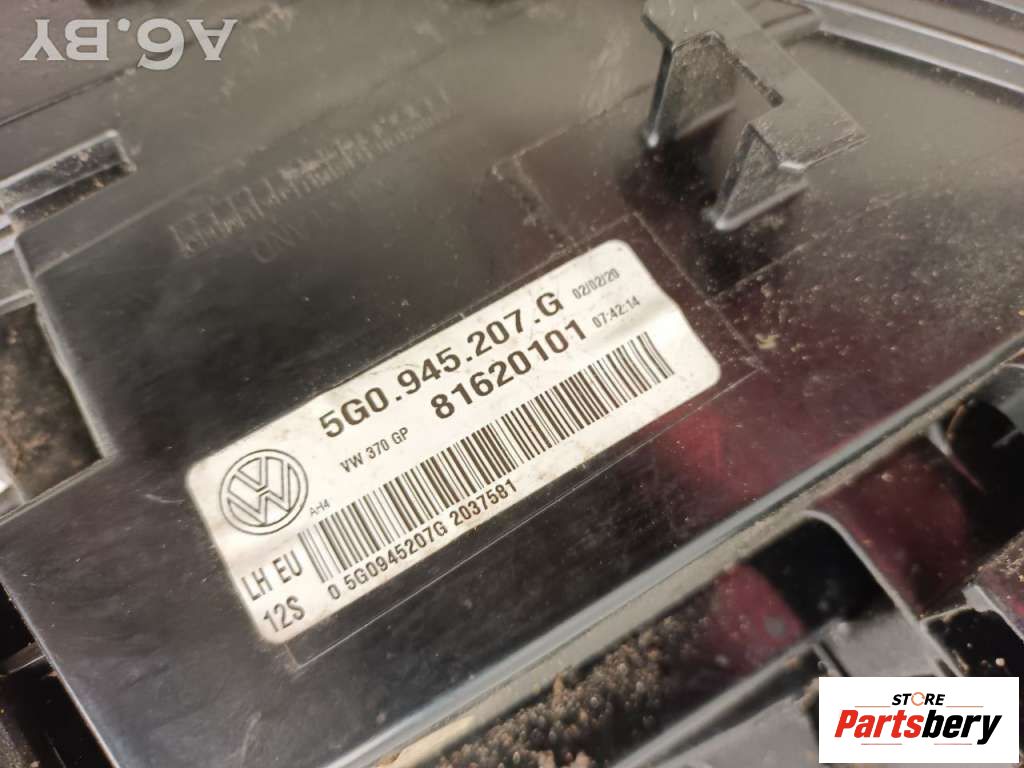 A6.BY
5G0.945.207.G 02/02/20
81620101 07:42:14
VW 370 GP
A-H4
LH EU
12S
0 5G0945207G 2037581
STORE
Partsbery